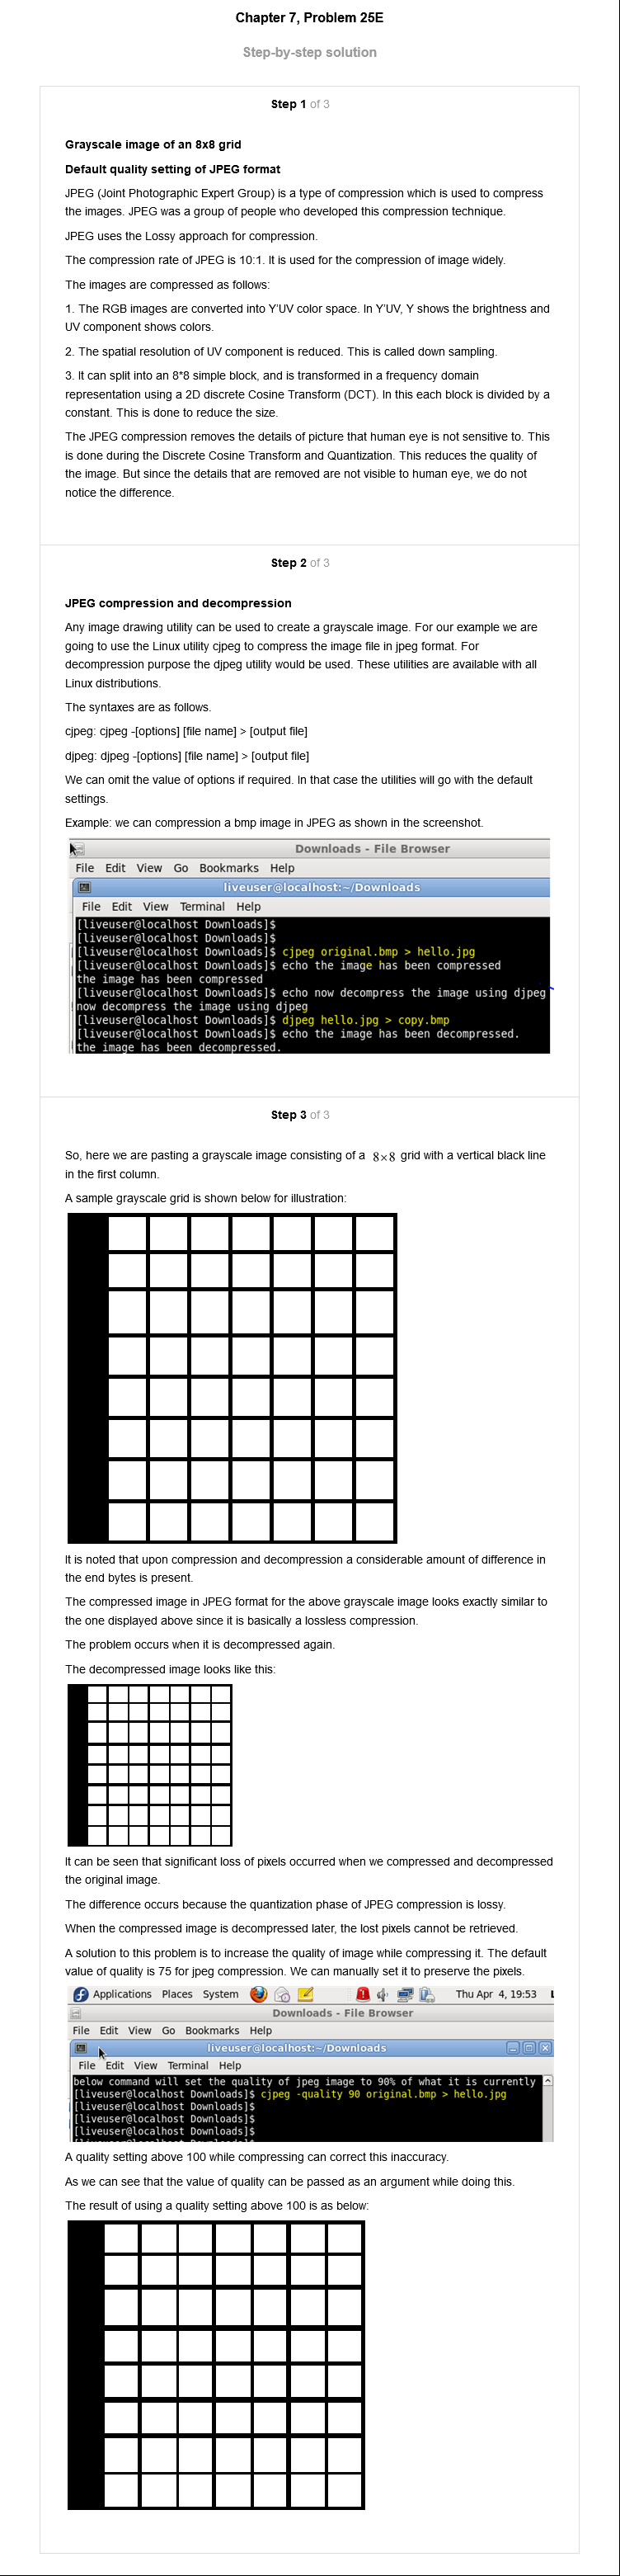 Chapter 7, Problem 25E
Step-by-step solution
Step 1 of 3
Grayscale image of an 8x8 grid
Default quality setting of JPEG format
JPEG (Joint Photographic Expert Group) is a type of compression which is used to compress
the images. JPEG was a group of people who developed this compression technique.
JPEG uses the Lossy approach for compression.
The compression rate of JPEG is 10:1. It is used for the compression of image widely.
The images are compressed as follows:
1. The RGB images are converted into Y'UV color space. In Y'UV, Y shows the brightness and
UV component shows colors.
2. The spatial resolution of UV component is reduced. This is called down sampling.
3. It can split into an 8*8 simple block, and is transformed in a frequency domain
representation using a 2D discrete Cosine Transform (DCT). In this each block is divided by a
constant. This is done to reduce the size.
The JPEG compression removes the details of picture that human eye is not sensitive to. This
is done during the Discrete Cosine Transform and Quantization. This reduces the quality of
the image. But since the details that are removed are not visible to human eye, we do not
notice the difference.
Step 2 of 3
JPEG compression and decompression
Any image drawing utility can be used to create a grayscale image. For our example we are
going to use the Linux utility cjpeg to compress the image file in jpeg format. For
decompression purpose the djpeg utility would be used. These utilities are available with all
Linux distributions.
The syntaxes are as follows.
cjpeg: cjpeg -[options] [file name] > [output file]
djpeg: djpeg -[options] [file name] > [output file]
We can omit the value of options if required. In that case the utilities will go with the default
settings.
Example: we can compression a bmp image in JPEG as shown in the screenshot.
Downloads - File Browser
File Edit View Go Bookmarks Help
liveuser@localhost:~/Downloads
File Edit View Terminal Help
[liveuser@localhost Downloads]$
[liveuser@localhost Downloads]$
[liveuser@localhost Downloads]$ cjpeg original.bmp > hello.jpg
[liveuser@localhost Downloads]$ echo the image has been compressed
the image has been compressed
[liveuser@localhost Downloads]$ echo now decompress the image using djpeg
now decompress the image using djpeg
[liveuser@localhost Downloads]$ djpeg hello.jpg > copy.bmp
[liveuser@localhost Downloads]$ echo the image has been decompressed.
the image has been decompressed.
Step 3 of 3
So, here we are pasting a grayscale image consisting of a 8×8 grid with a vertical black line
in the first column.
A sample grayscale grid is shown below for illustration:
It is noted that upon compression and decompression a considerable amount of difference in
the end bytes is present.
The compressed image in JPEG format for the above grayscale image looks exactly similar to
the one displayed above since it is basically a lossless compression.
The problem occurs when it is decompressed again.
The decompressed image looks like this:
It can be seen that significant loss of pixels occurred when we compressed and decompressed
the original image.
The difference occurs because the quantization phase of JPEG compression is lossy.
When the compressed image is decompressed later, the lost pixels cannot be retrieved.
A solution to this problem is to increase the quality of image while compressing it. The default
value of quality is 75 for jpeg compression. We can manually set it to preserve the pixels.
Applications Places System Thu Apr 4, 19:53
Downloads - File Browser
File Edit View Go Bookmarks Help
liveuser@localhost:~/Downloads
File Edit View Terminal Help
below command will set the quality of jpeg image to 90% of what it is currently
[liveuser@localhost Downloads]$ cjpeg -quality 90 original.bmp > hello.jpg
[liveuser@localhost Downloads]$
[liveuser@localhost Downloads]$
[liveuser@localhost Downloads]$
[liveuser@localhost Downloads]$
A quality setting above 100 while compressing can correct this inaccuracy.
As we can see that the value of quality can be passed as an argument while doing this.
The result of using a quality setting above 100 is as below: